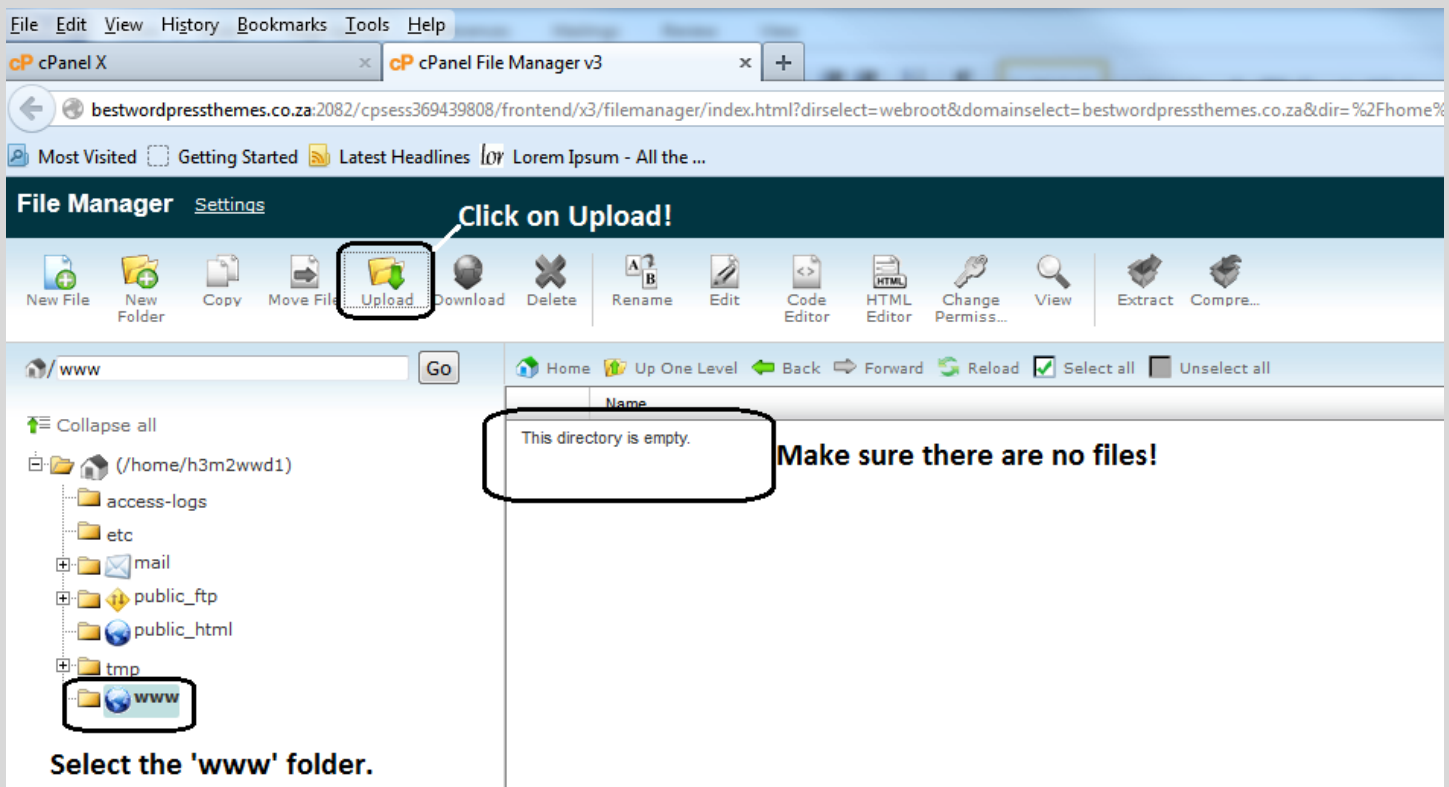 File Edit View History Bookmarks Tools Help
cP cPanel X
cP cPanel File Manager v3
bestwordpressthemes.co.za:2082/cpsess369439808/frontend/x3/filemanager/index.html?dirselect=webroot&domainselect=bestwordpressthemes.co.za&dir=%2Fhome%
Most Visited Getting Started Latest Headlines lor Lorem Ipsum - All the ...
File Manager Settings
Click on Upload!
New File New Folder Copy Move File Upload Download Delete Rename Edit Code Editor HTML Editor Change Permiss... View Extract Compre...
/ www Go
Home Up One Level Back Forward Reload Select all Unselect all
Name
Collapse all
This directory is empty.
Make sure there are no files!
(/home/h3m2wwd1)
access-logs
etc
mail
public_ftp
public_html
tmp
www
Select the 'www' folder.